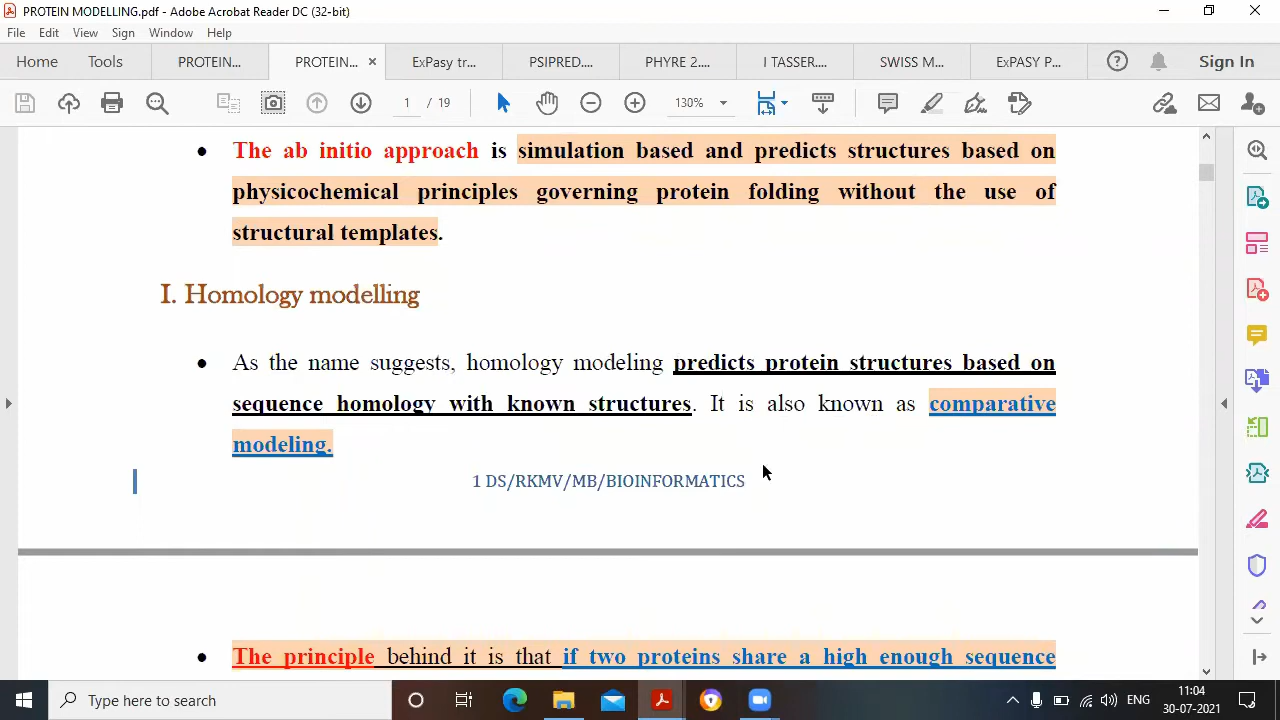 PROTEIN MODELLING.pdf - Adobe Acrobat Reader DC (32-bit)
File Edit View Sign Window Help
Home Tools PROTEIN... PROTEIN... × ExPasy tr... PSIPRED.... PHYRE 2.... I TASSER.... SWISS M... ExPASY P... Sign In
1 / 19 130%
• The ab initio approach is simulation based and predicts structures based on
physicochemical principles governing protein folding without the use of
structural templates.
I. Homology modelling
• As the name suggests, homology modeling predicts protein structures based on
sequence homology with known structures. It is also known as comparative
modeling.
1 DS/RKMV/MB/BIOINFORMATICS
• The principle behind it is that if two proteins share a high enough sequence
Type here to search
ENG
11:04
30-07-2021